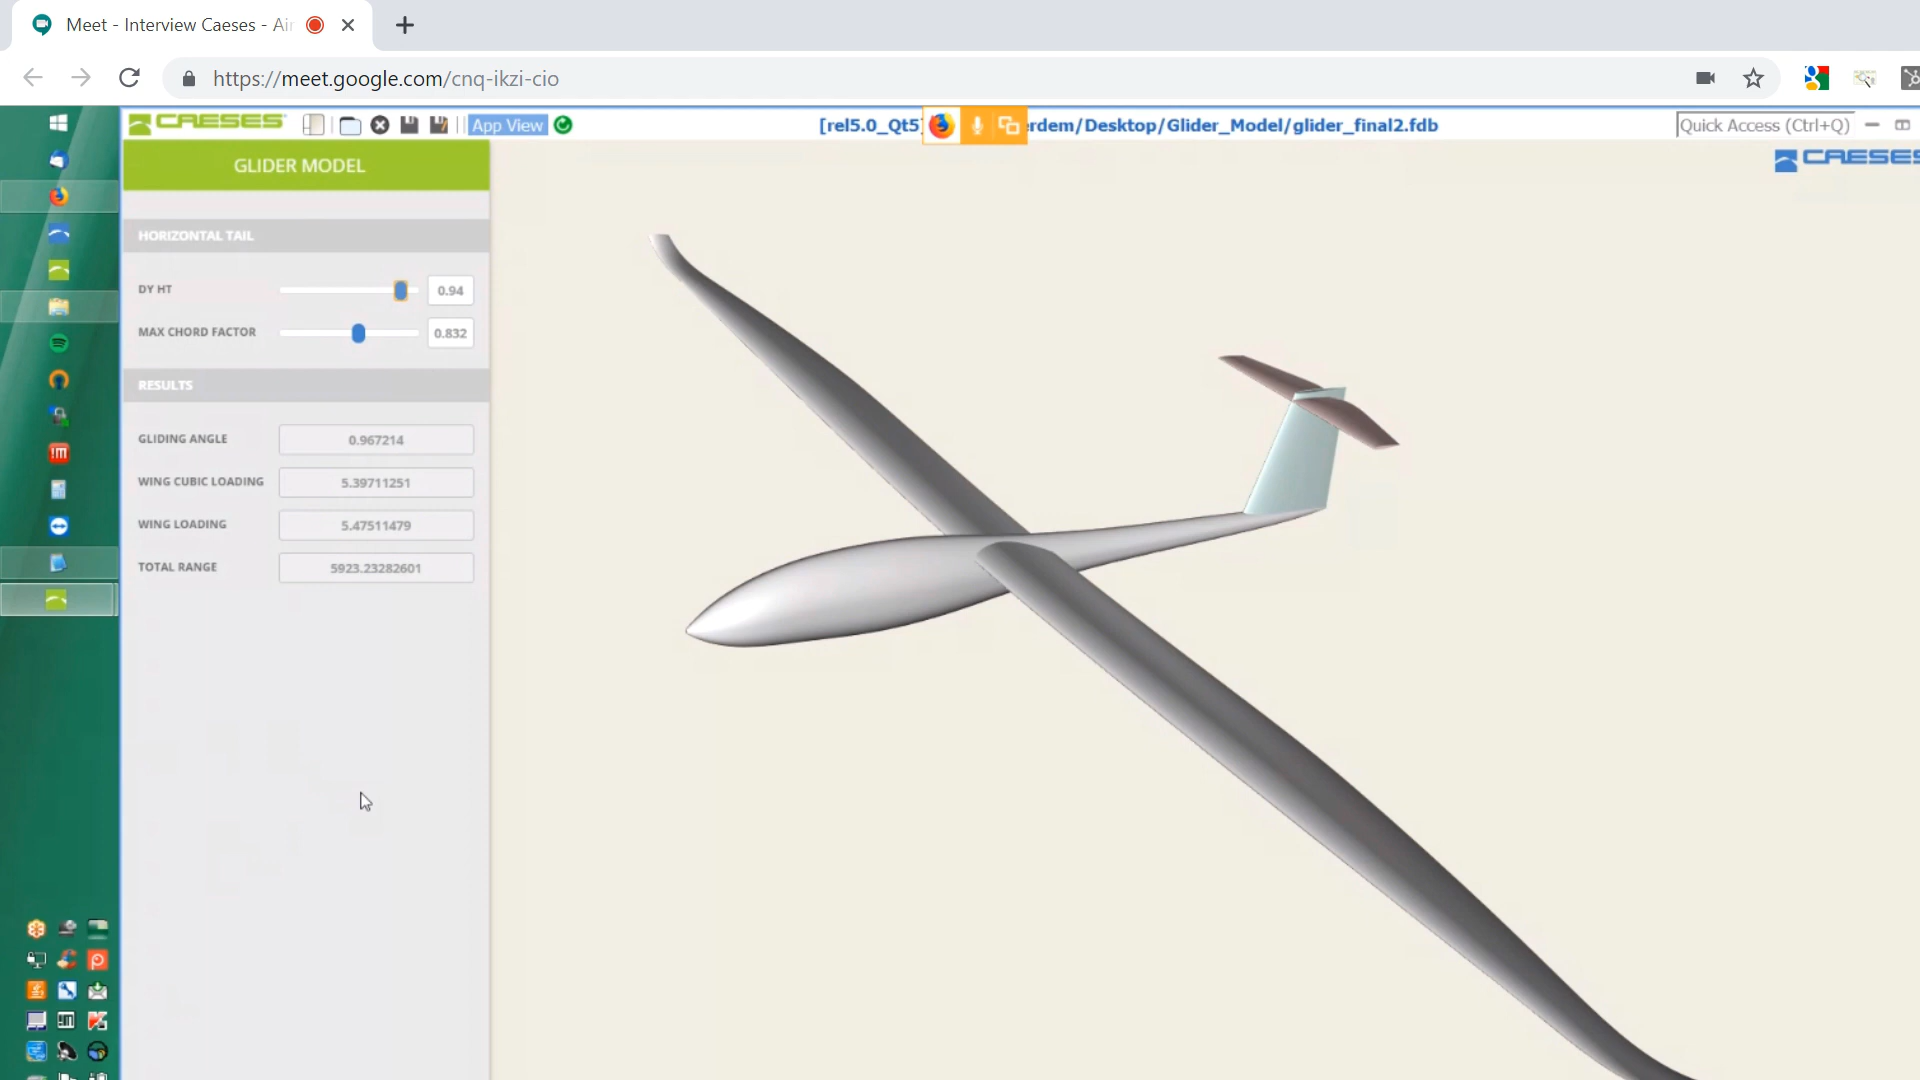 Meet - Interview Caeses - Air
https://meet.google.com/cnq-ikzi-cio
CAESES
App View
[rel5.0_Qt5]
erdem/Desktop/Glider_Model/glider_final2.fdb
Quick Access (Ctrl+Q)
CAESES
GLIDER MODEL
HORIZONTAL TAIL
DY HT
0.94
MAX CHORD FACTOR
0.832
RESULTS
GLIDING ANGLE
0.967214
WING CUBIC LOADING
5.39711251
WING LOADING
5.47511479
TOTAL RANGE
5923.23282601